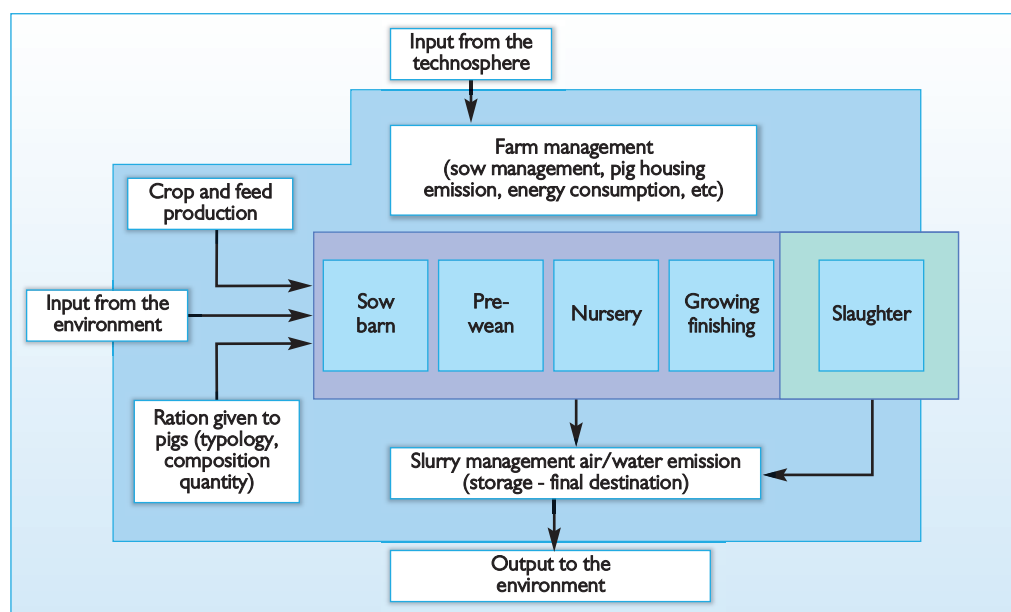 Input from the
technosphere
Farm management
(sow management, pig housing
emission, energy consumption, etc)
Crop and feed
production
Input from the
environment
Sow
barn
Pre-
wean
Nursery
Growing
finishing
Slaughter
Ration given to
pigs (typology,
composition
quantity)
Slurry management air/water emission
(storage - final destination)
Output to the
environment